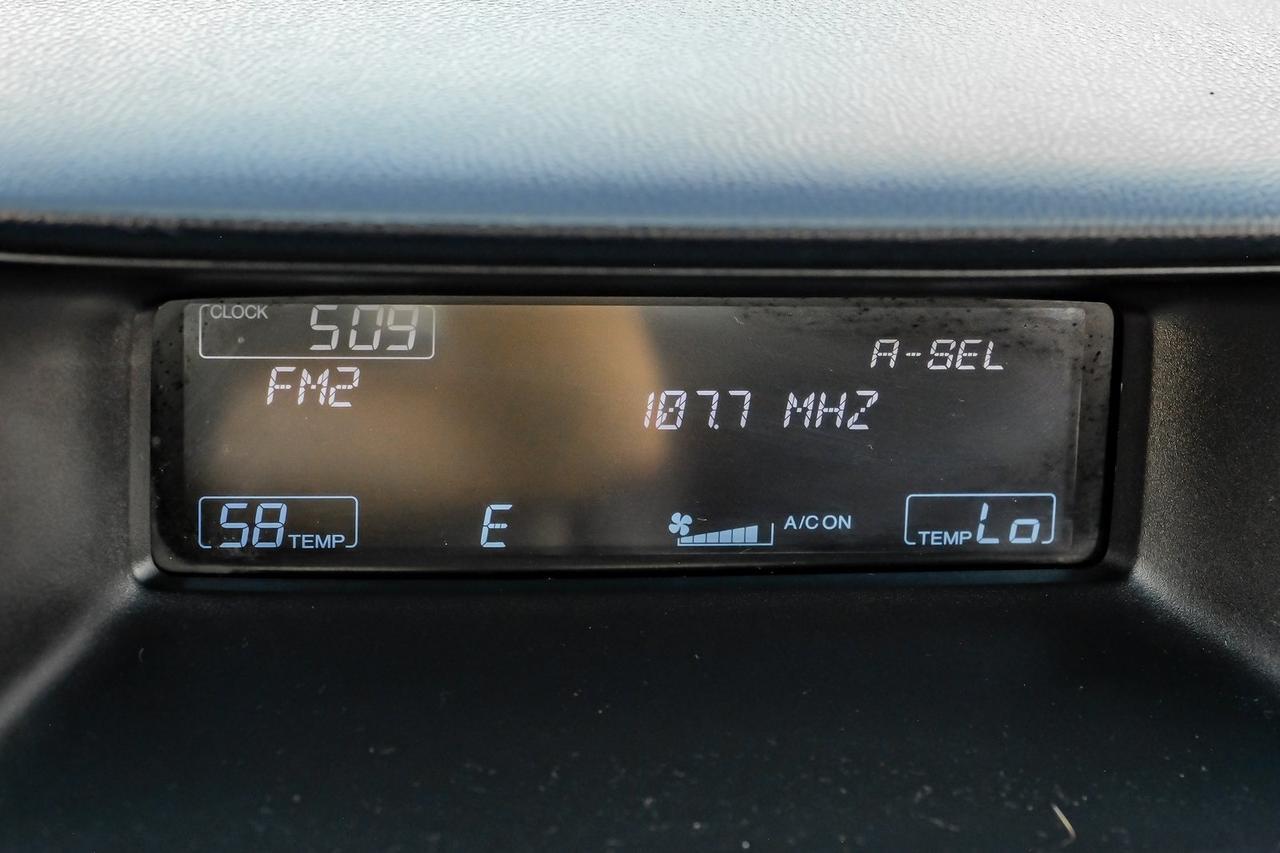 CLOCK 509
A-SEL
FM2
107.7 MHZ
58 TEMP
E
A/C ON
TEMP Lo